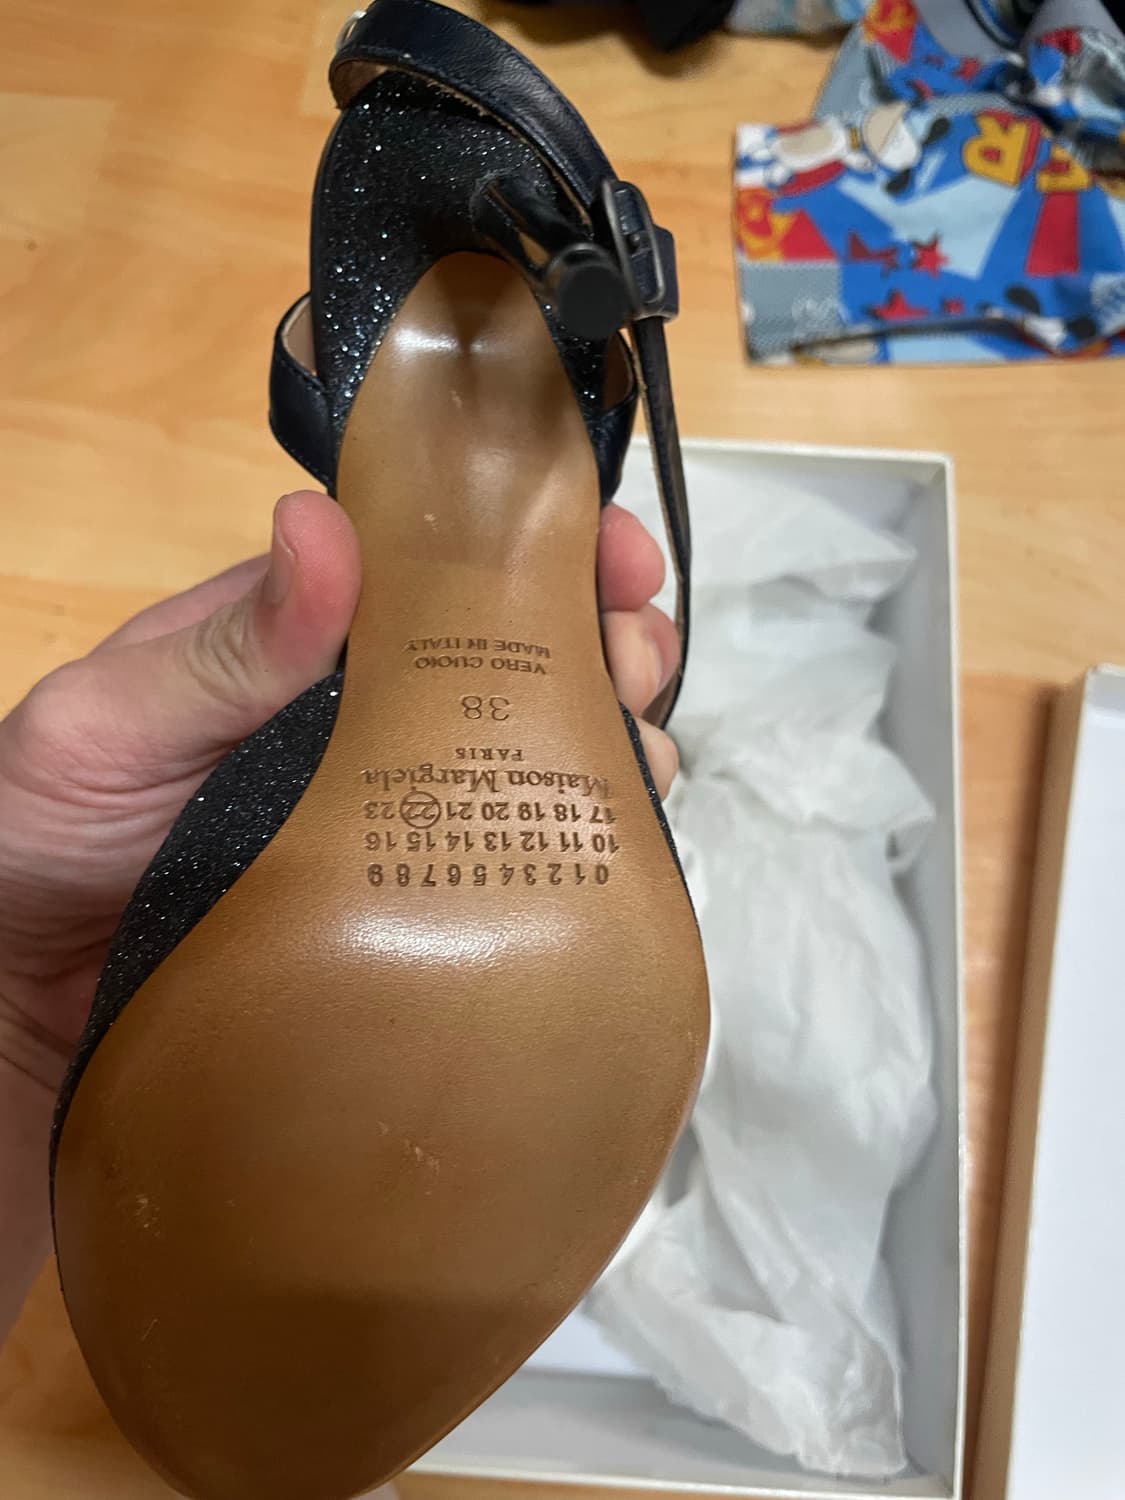 0 1 2 3 4 5 6 7 8 9
10 11 12 13 14 15 16
17 18 19 20 21 22 23
Maison Margiela
PARIS
38
VERO CUOIO
MADE IN ITALY